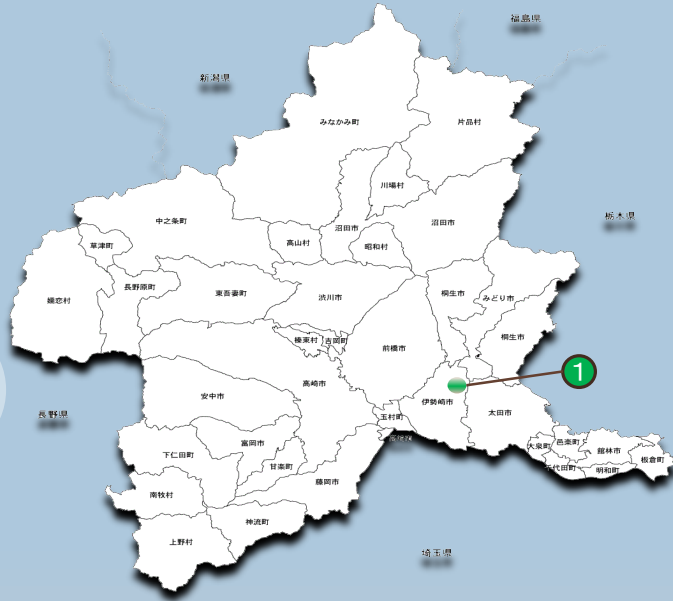 福島県
新潟県
みなかみ町
片品村
川場村
栃木県
中之条町
沼田市
沼田市
草津町
高山村
昭和村
長野原町
嬬恋村
東吾妻町
渋川市
桐生市
みどり市
桐生市
榛東村
吉岡町
前橋市
1
高崎市
安中市
伊勢崎市
太田市
長野県
玉村町
富岡市
下仁田町
大泉町
邑楽町
館林市
板倉町
甘楽町
千代田町
明和町
藤岡市
南牧村
神流町
上野村
埼玉県